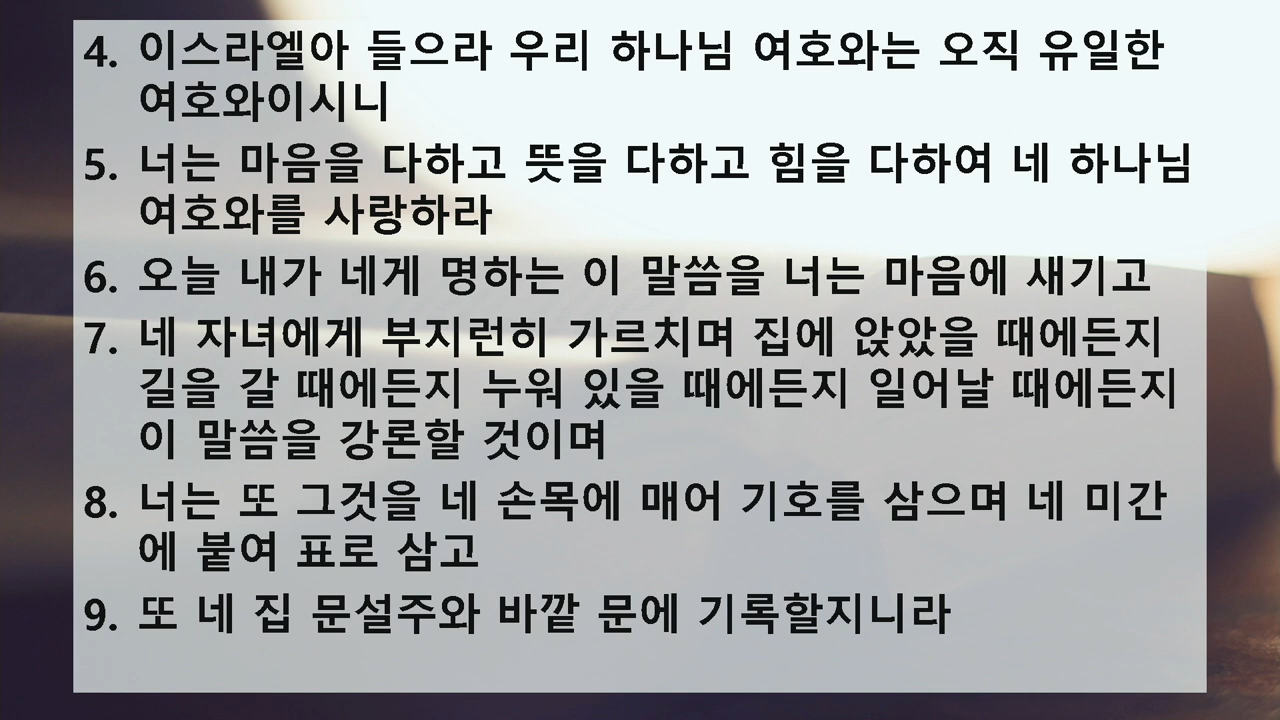 4. 이스라엘아 들으라 우리 하나님 여호와는 오직 유일한
여호와이시니
5. 너는 마음을 다하고 뜻을 다하고 힘을 다하여 네 하나님
여호와를 사랑하라
6. 오늘 내가 네게 명하는 이 말씀을 너는 마음에 새기고
7. 네 자녀에게 부지런히 가르치며 집에 앉았을 때에든지
길을 갈 때에든지 누워 있을 때에든지 일어날 때에든지
이 말씀을 강론할 것이며
8. 너는 또 그것을 네 손목에 매어 기호를 삼으며 네 미간
에 붙여 표로 삼고
9. 또 네 집 문설주와 바깥 문에 기록할지니라